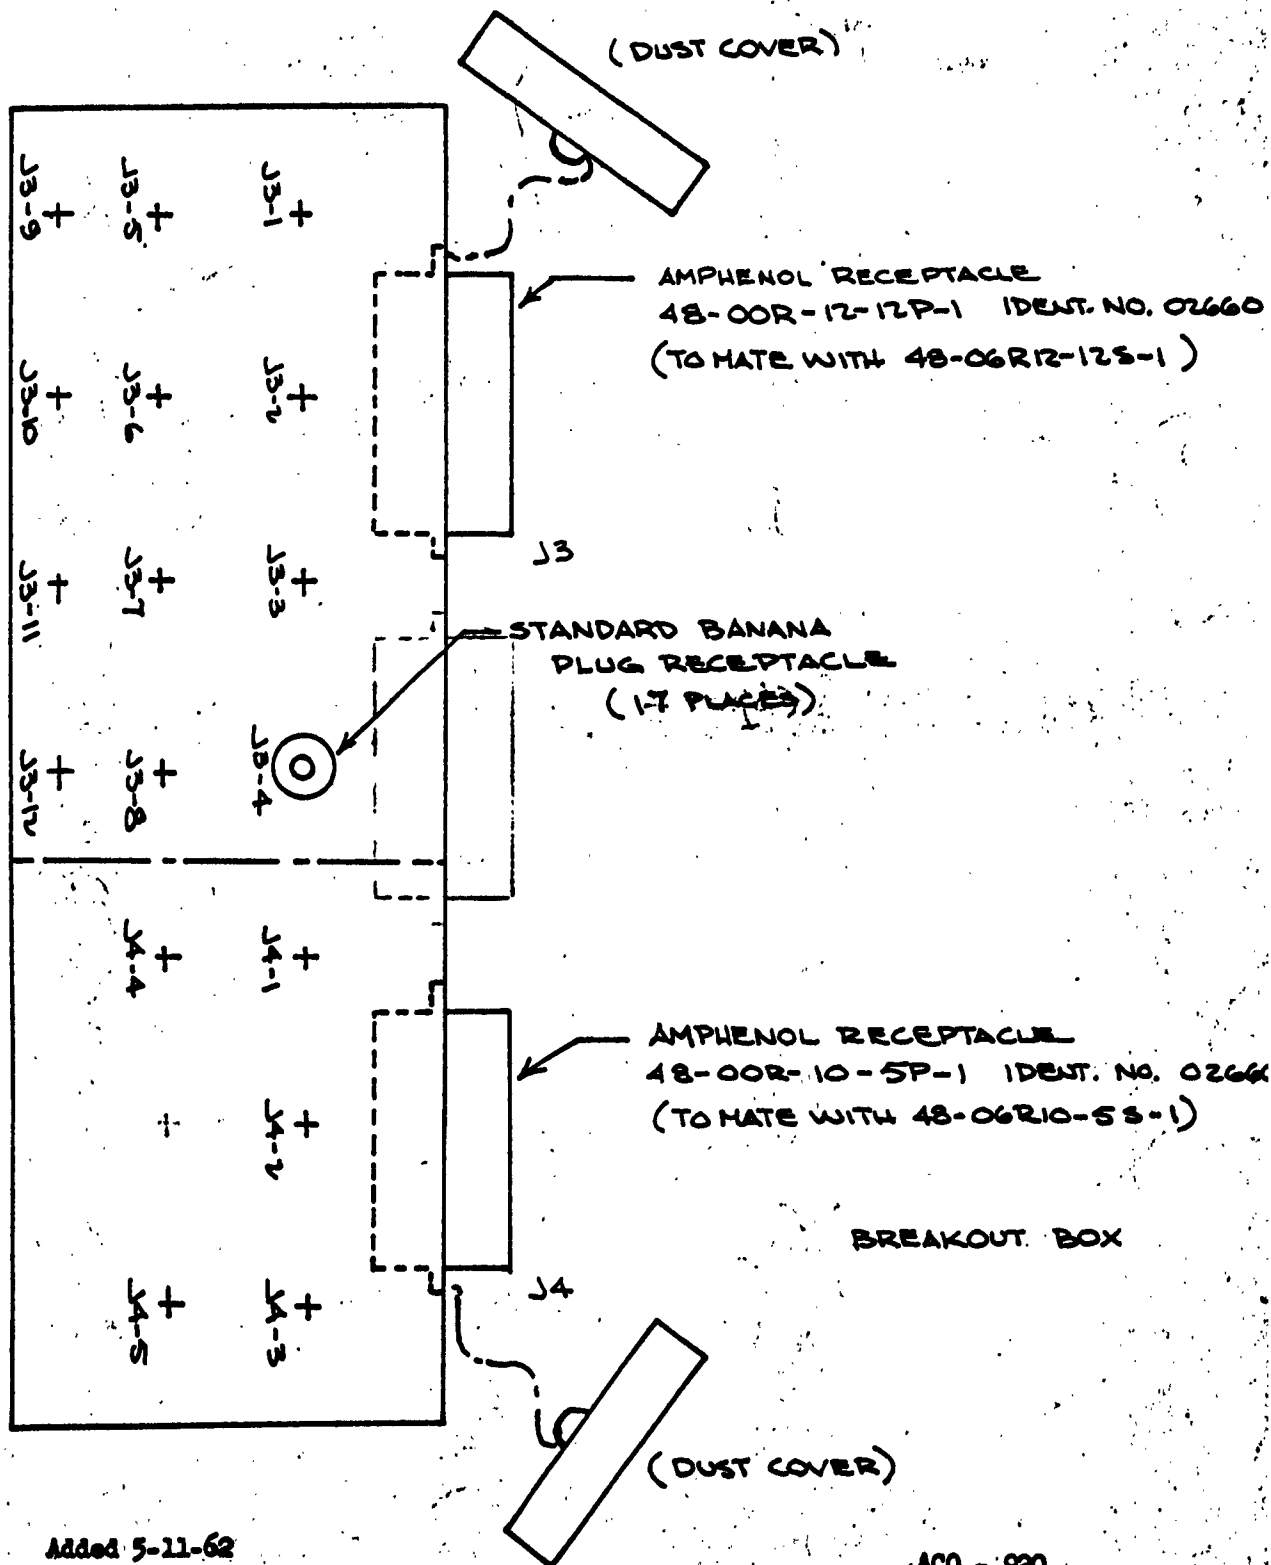 (DUST COVER)
J3-9
J3-5
J3-1
AMPHENOL RECEPTACLE
48-00R-12-12P-1 IDENT. NO. 02660
(TO MATE WITH 48-06R12-12S-1)
J3-10
J3-6
J3-2
J3
J3-11
J3-7
J3-3
STANDARD BANANA
PLUG RECEPTACLE
(17 PLACES)
J3-12
J3-8
J3-4
J4-4
J4-1
AMPHENOL RECEPTACLE
48-00R-10-5P-1 IDENT. NO. 0266
(TO MATE WITH 48-06R10-5S-1)
J4-2
BREAKOUT BOX
J4
J4-5
J4-3
(DUST COVER)
Added 5-11-62